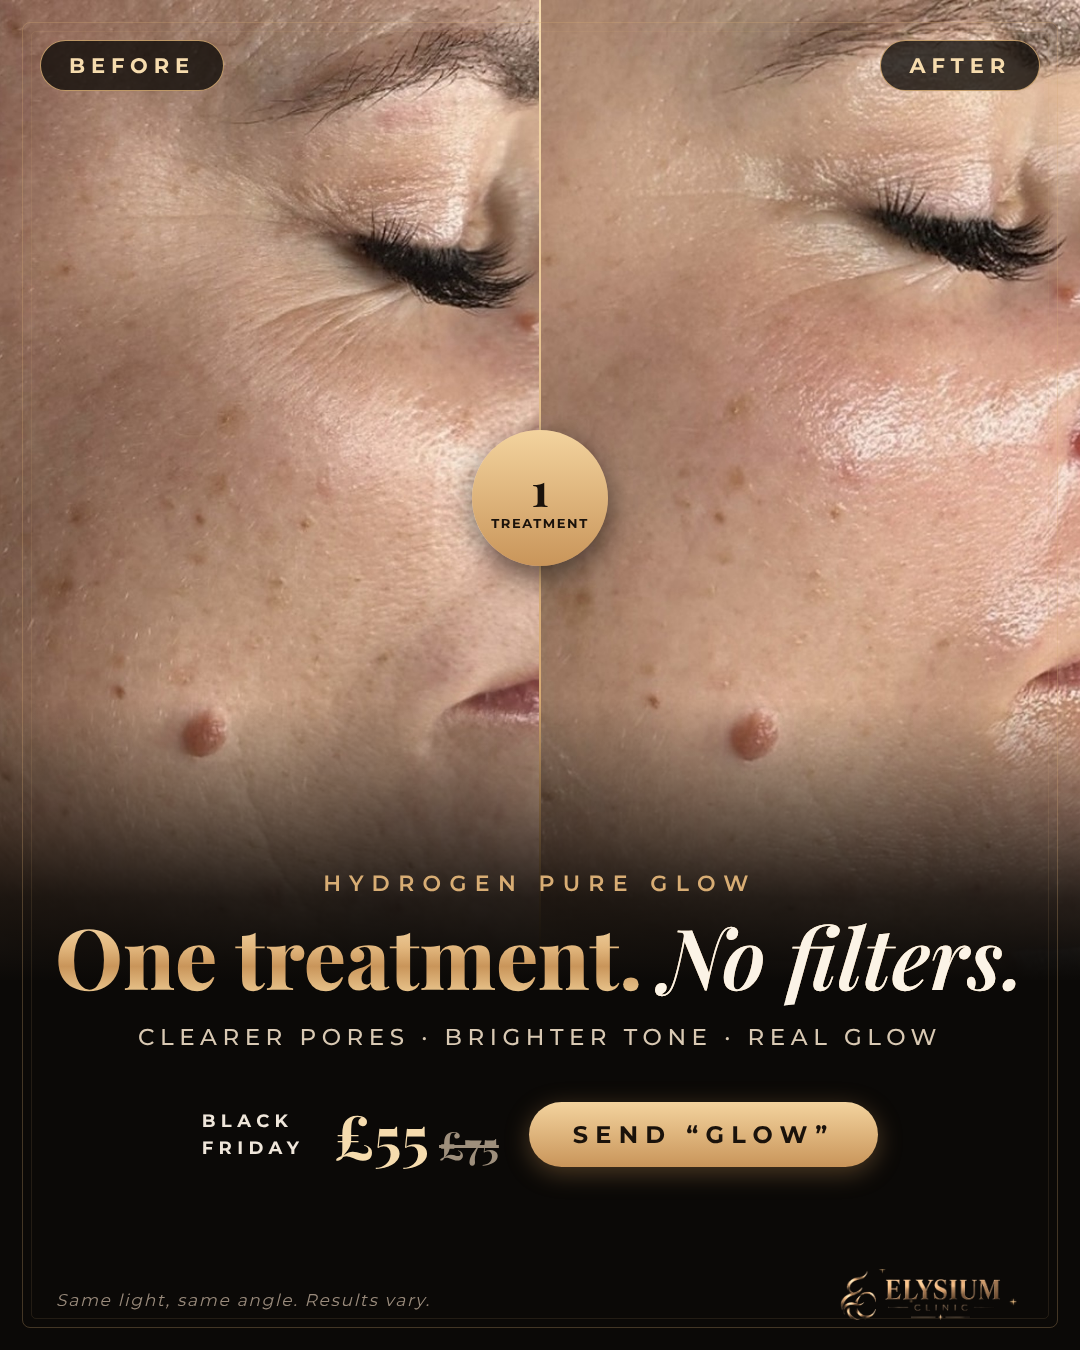 BEFORE
AFTER
1
TREATMENT
HYDROGEN PURE GLOW
One treatment. No filters.
CLEARER PORES · BRIGHTER TONE · REAL GLOW
BLACK
FRIDAY
£55 £75
SEND “GLOW”
Same light, same angle. Results vary.
ELYSIUM
CLINIC